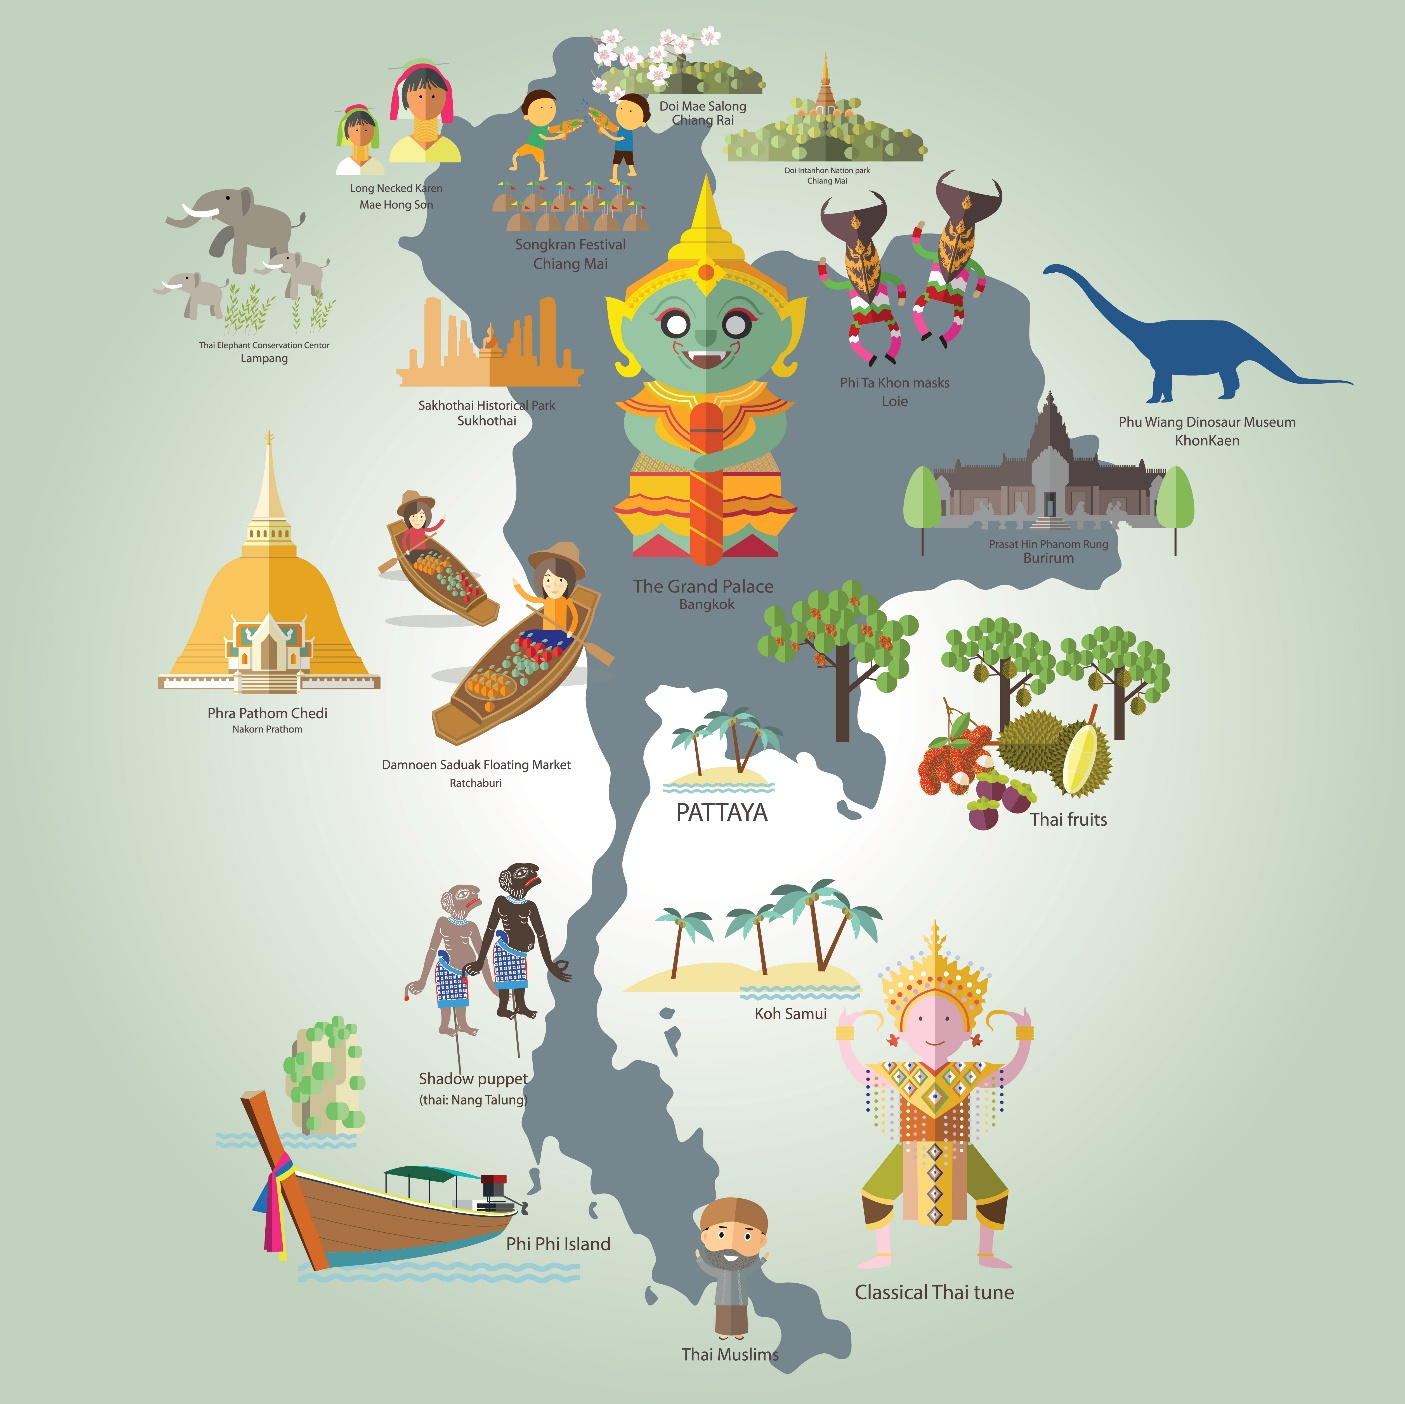 Doi Mae Salong
Chiang Rai
Doi Intanhon Nation park
Chiang Mai
Long Necked Karen
Mae Hong Son
Songkran Festival
Chiang Mai
Thai Elephant Conservation Centor
Lampang
Phi Ta Khon masks
Loie
Sakhothai Historical Park
Sukhothai
Phu Wiang Dinosaur Museum
KhonKaen
Prasat Hin Phanom Rung
Burirum
The Grand Palace
Bangkok
Phra Pathom Chedi
Nakorn Prathom
Damnoen Saduak Floating Market
Ratchaburi
PATTAYA
Thai fruits
Koh Samui
Shadow puppet
(thai: Nang Talung)
Phi Phi Island
Classical Thai tune
Thai Muslims